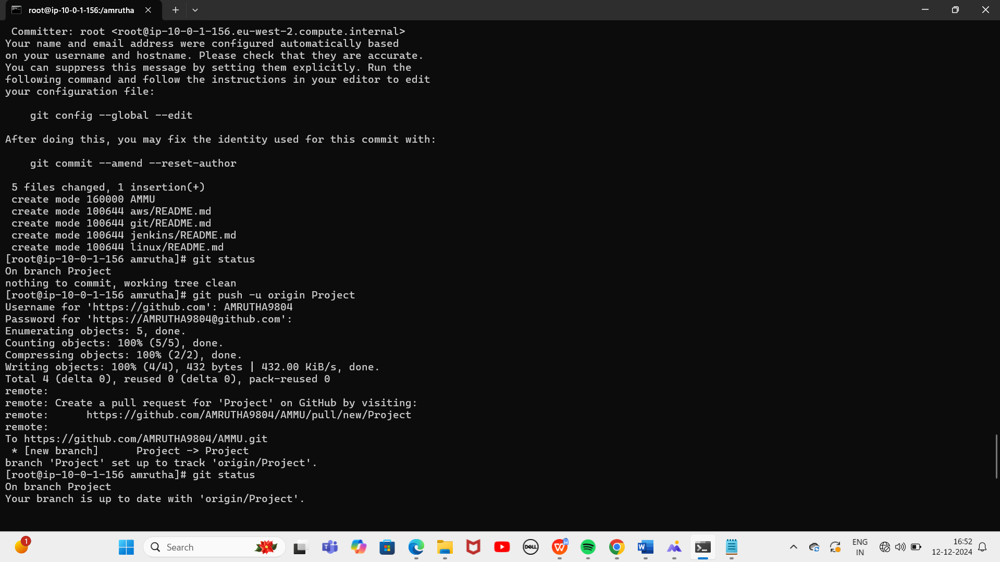 root@ip-10-0-1-156:/amrutha
Committer: root <root@ip-10-0-1-156.eu-west-2.compute.internal>
Your name and email address were configured automatically based
on your username and hostname. Please check that they are accurate.
You can suppress this message by setting them explicitly. Run the
following command and follow the instructions in your editor to edit
your configuration file:
git config --global --edit
After doing this, you may fix the identity used for this commit with:
git commit --amend --reset-author
5 files changed, 1 insertion(+)
create mode 160000 AMMU
create mode 100644 aws/README.md
create mode 100644 git/README.md
create mode 100644 jenkins/README.md
create mode 100644 linux/README.md
[root@ip-10-0-1-156 amrutha]# git status
On branch Project
nothing to commit, working tree clean
[root@ip-10-0-1-156 amrutha]# git push -u origin Project
Username for 'https://github.com': AMRUTHA9804
Password for 'https://AMRUTHA9804@github.com':
Enumerating objects: 5, done.
Counting objects: 100% (5/5), done.
Compressing objects: 100% (2/2), done.
Writing objects: 100% (4/4), 432 bytes | 432.00 KiB/s, done.
Total 4 (delta 0), reused 0 (delta 0), pack-reused 0
remote:
remote: Create a pull request for 'Project' on GitHub by visiting:
remote:      https://github.com/AMRUTHA9804/AMMU/pull/new/Project
remote:
To https://github.com/AMRUTHA9804/AMMU.git
* [new branch]      Project -> Project
branch 'Project' set up to track 'origin/Project'.
[root@ip-10-0-1-156 amrutha]# git status
On branch Project
Your branch is up to date with 'origin/Project'.
1
Search
DELL
ENG
IN
16:52
12-12-2024